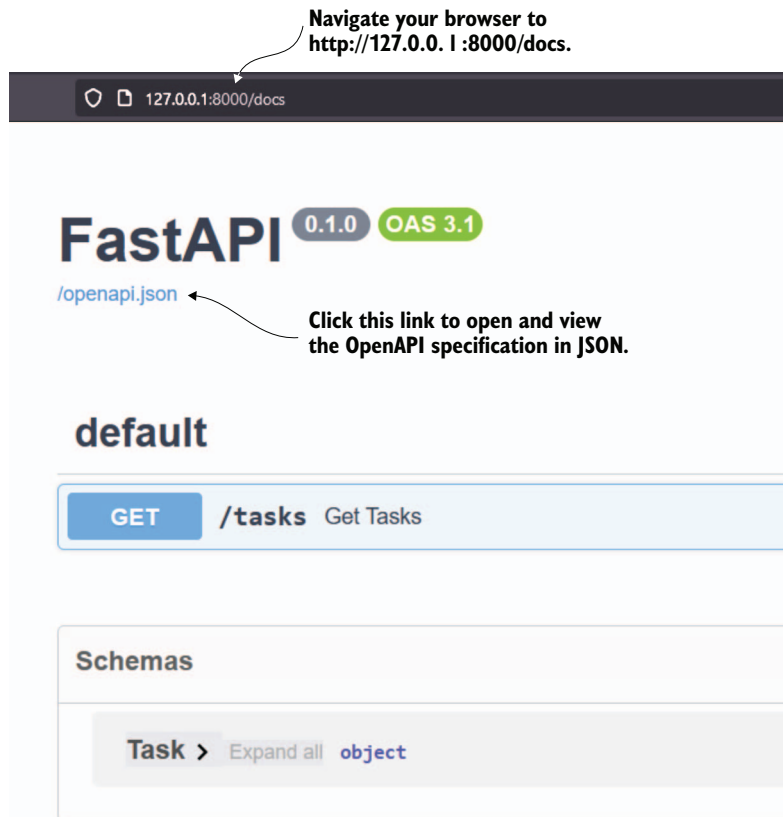 Navigate your browser to
http://127.0.0.1:8000/docs.
127.0.0.1:8000/docs
FastAPI 0.1.0 OAS 3.1
/openapi.json
Click this link to open and view
the OpenAPI specification in JSON.
default
GET /tasks Get Tasks
Schemas
Task > Expand all object